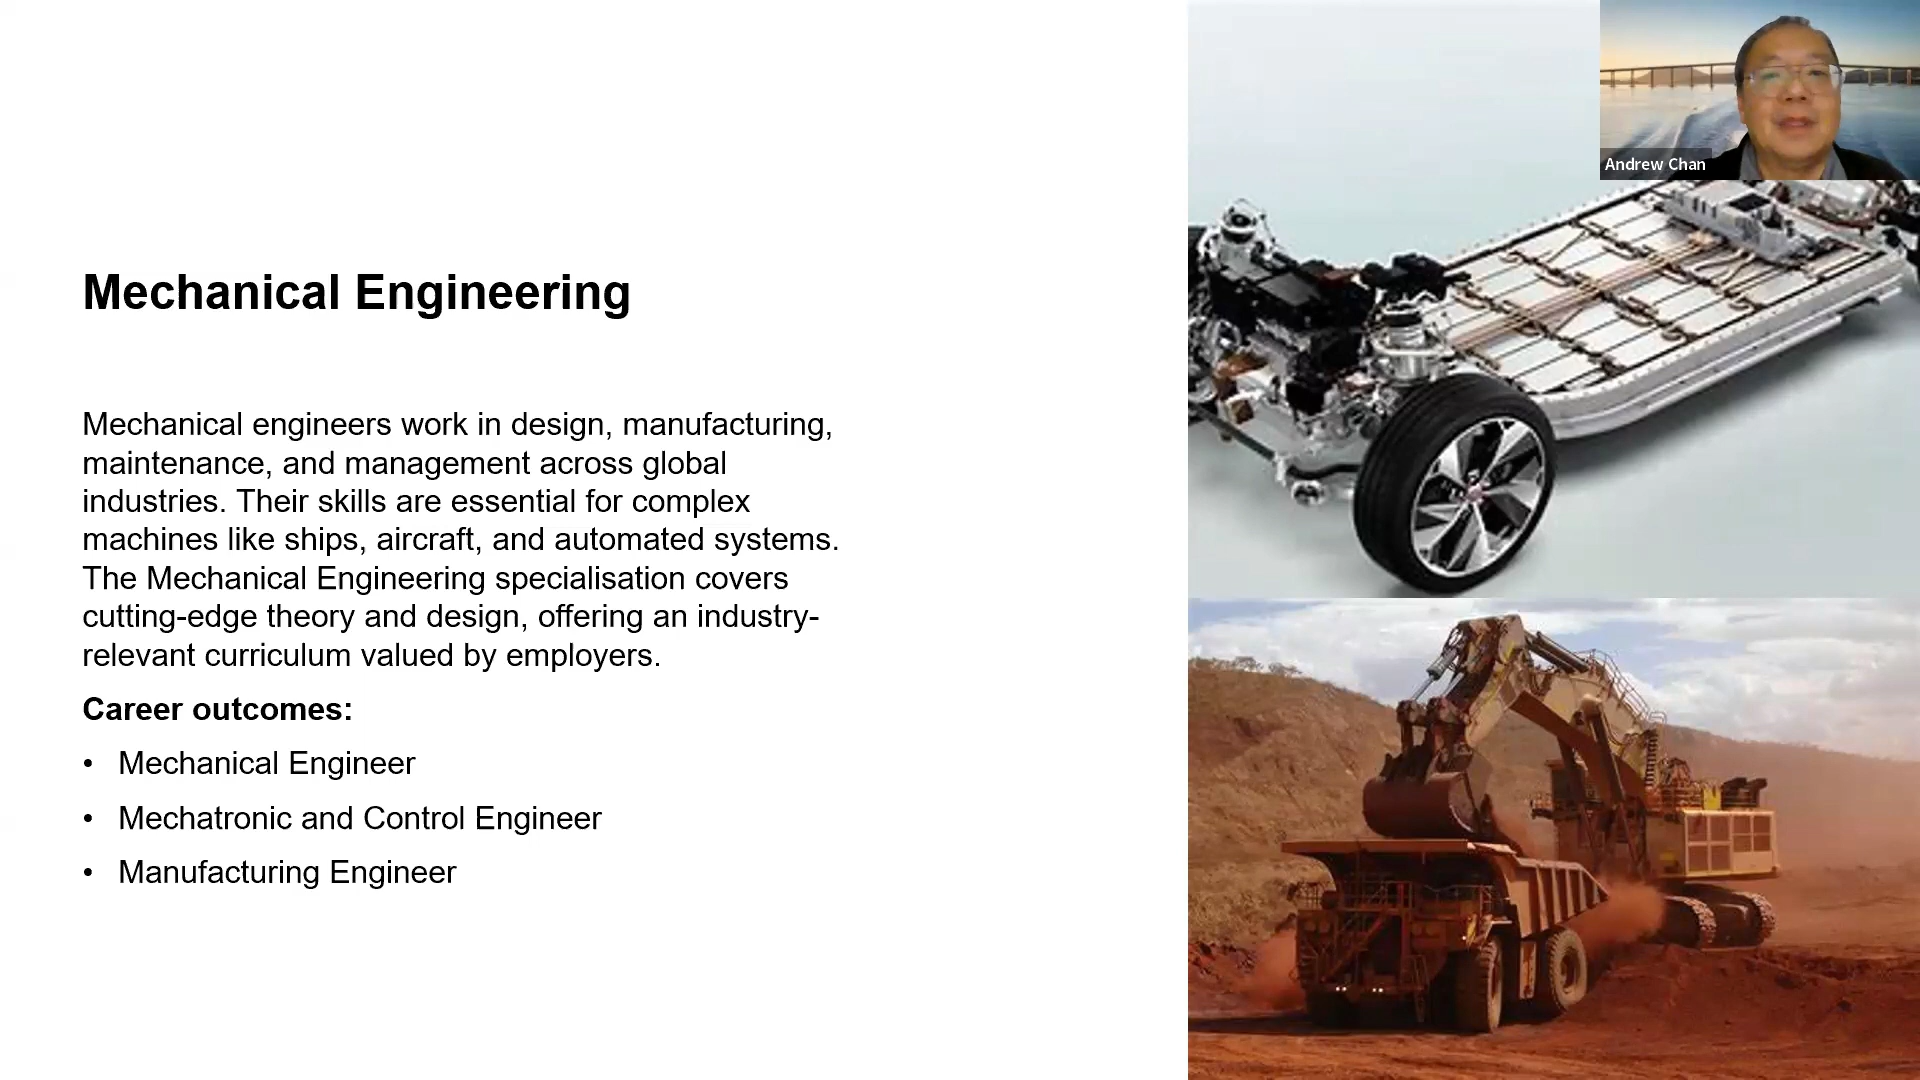 Andrew Chan
Mechanical Engineering
Mechanical engineers work in design, manufacturing,
maintenance, and management across global
industries. Their skills are essential for complex
machines like ships, aircraft, and automated systems.
The Mechanical Engineering specialisation covers
cutting-edge theory and design, offering an industry-
relevant curriculum valued by employers.
Career outcomes:
• Mechanical Engineer
• Mechatronic and Control Engineer
• Manufacturing Engineer